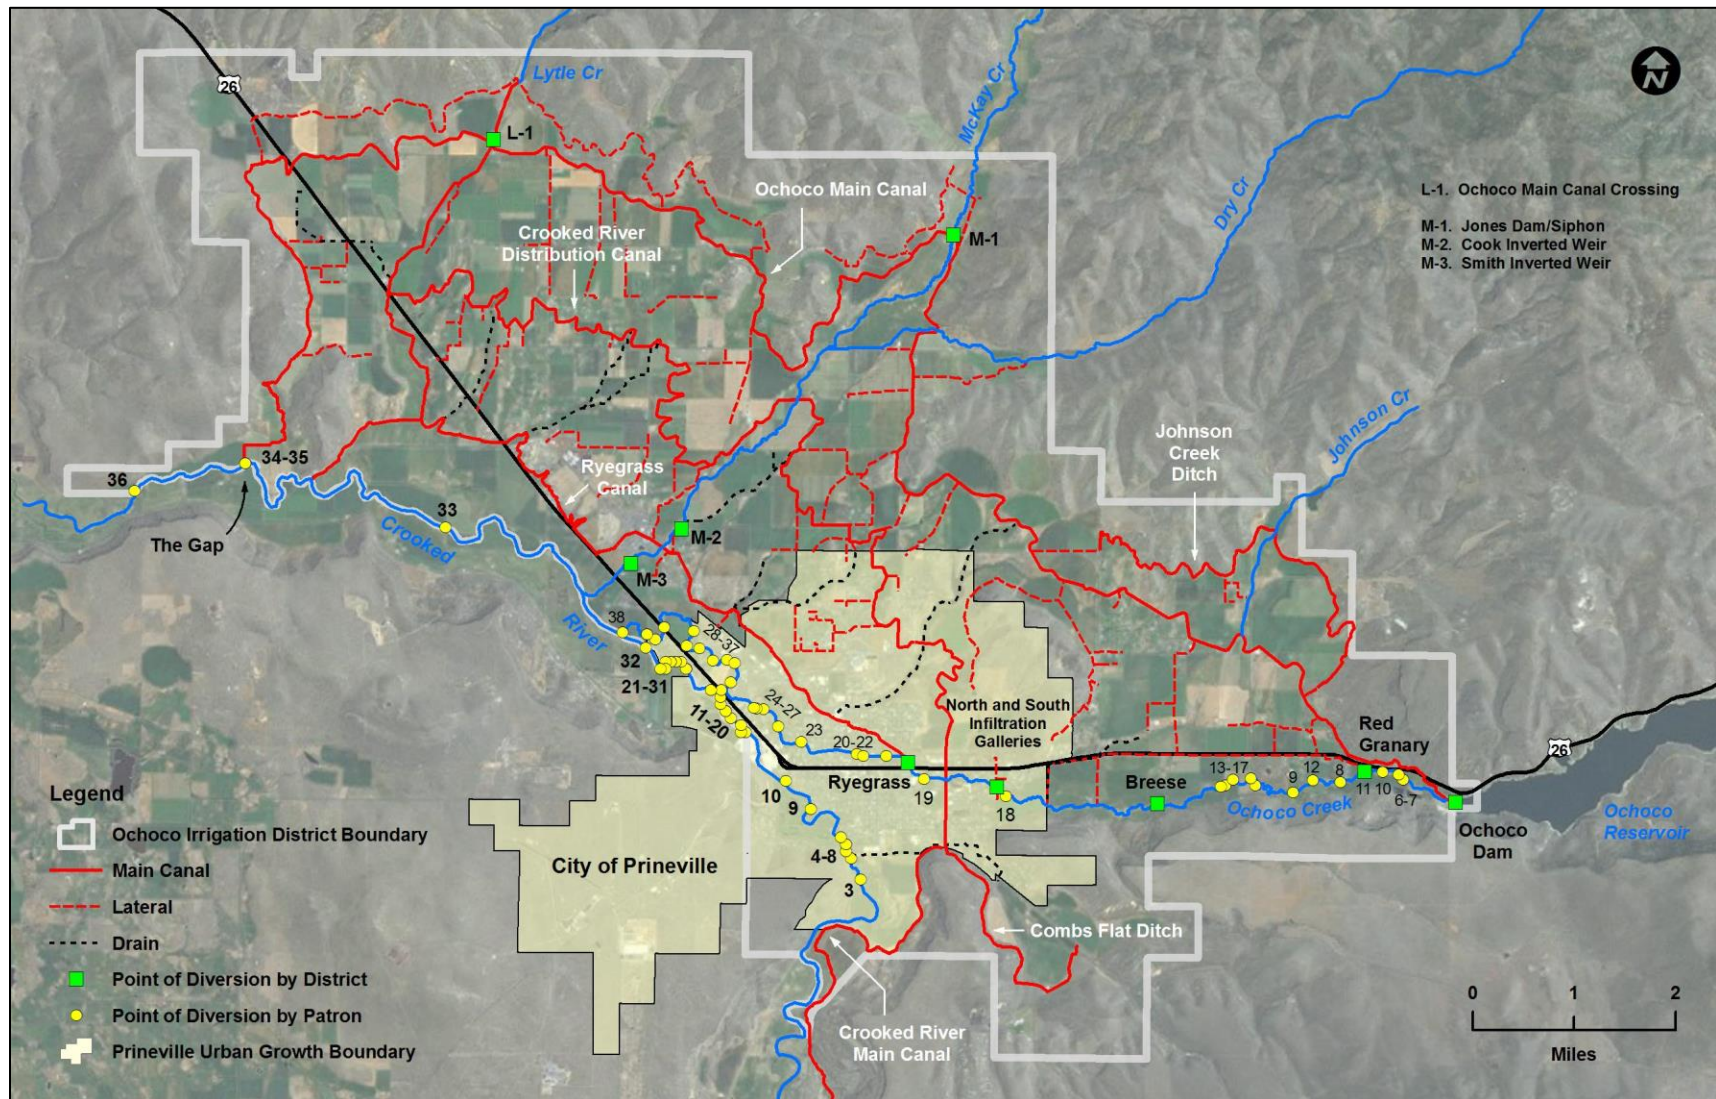 26
Lytle Cr
McKay Cr
N
L-1
Ochoco Main Canal
Dry Cr
L-1. Ochoco Main Canal Crossing
M-1. Jones Dam/Siphon
M-2. Cook Inverted Weir
M-3. Smith Inverted Weir
Crooked River
Distribution Canal
M-1
Johnson Cr
Johnson
Creek
Ditch
34-35
36
Ryegrass
Canal
33
The Gap
Crooked
River
M-2
M-3
38
28-37
32
21-31
24-27
11-20
23
20-22
North and South
Infiltration
Galleries
Red
Granary
26
Ryegrass
19
18
Breese
13-17
9
12
8
11
10
6-7
Ochoco Creek
Ochoco
Reservoir
Ochoco
Dam
10
9
4-8
3
City of Prineville
Combs Flat Ditch
Crooked River
Main Canal
Legend
Ochoco Irrigation District Boundary
Main Canal
Lateral
Drain
Point of Diversion by District
Point of Diversion by Patron
Prineville Urban Growth Boundary
0 1 2
Miles